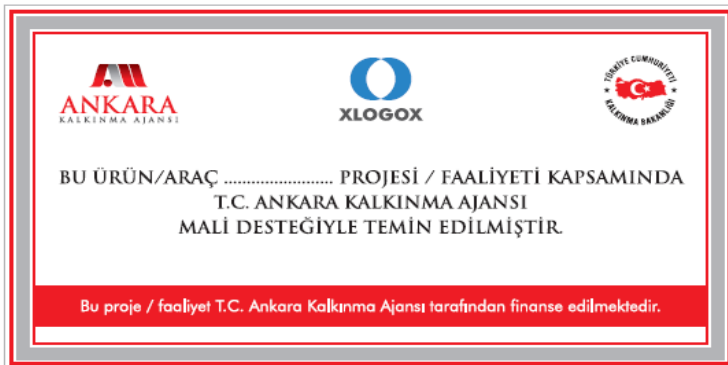 ANKARA
KALKINMA AJANSI
XLOGOX
TÜRKİYE CUMHURİYETİ
KALKINMA BAKANLIĞI
BU ÜRÜN/ARAÇ ........................ PROJESİ / FAALİYETİ KAPSAMINDA
T.C. ANKARA KALKINMA AJANSI
MALİ DESTEĞİYLE TEMİN EDİLMİŞTİR.
Bu proje / faaliyet T.C. Ankara Kalkınma Ajansı tarafından finanse edilmektedir.